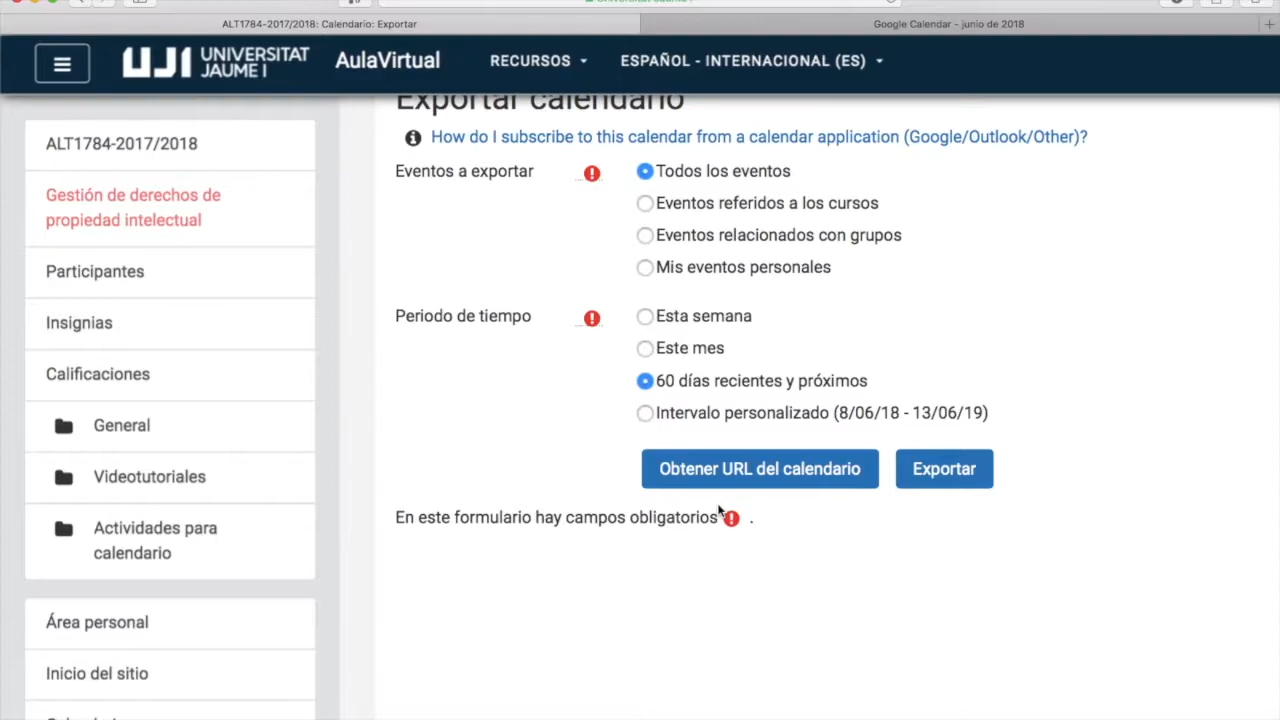 ALT1784-2017/2018: Calendario: Exportar
Google Calendar - junio de 2018
UJI UNIVERSITAT
JAUME I
AulaVirtual
RECURSOS
ESPAÑOL - INTERNACIONAL (ES)
ALT1784-2017/2018
Gestión de derechos de
propiedad intelectual
Participantes
Insignias
Calificaciones
General
Videotutoriales
Actividades para
calendario
Área personal
Inicio del sitio
Exportar calendario
How do I subscribe to this calendar from a calendar application (Google/Outlook/Other)?
Eventos a exportar
Todos los eventos
Eventos referidos a los cursos
Eventos relacionados con grupos
Mis eventos personales
Periodo de tiempo
Esta semana
Este mes
60 días recientes y próximos
Intervalo personalizado (8/06/18 - 13/06/19)
Obtener URL del calendario
Exportar
En este formulario hay campos obligatorios .